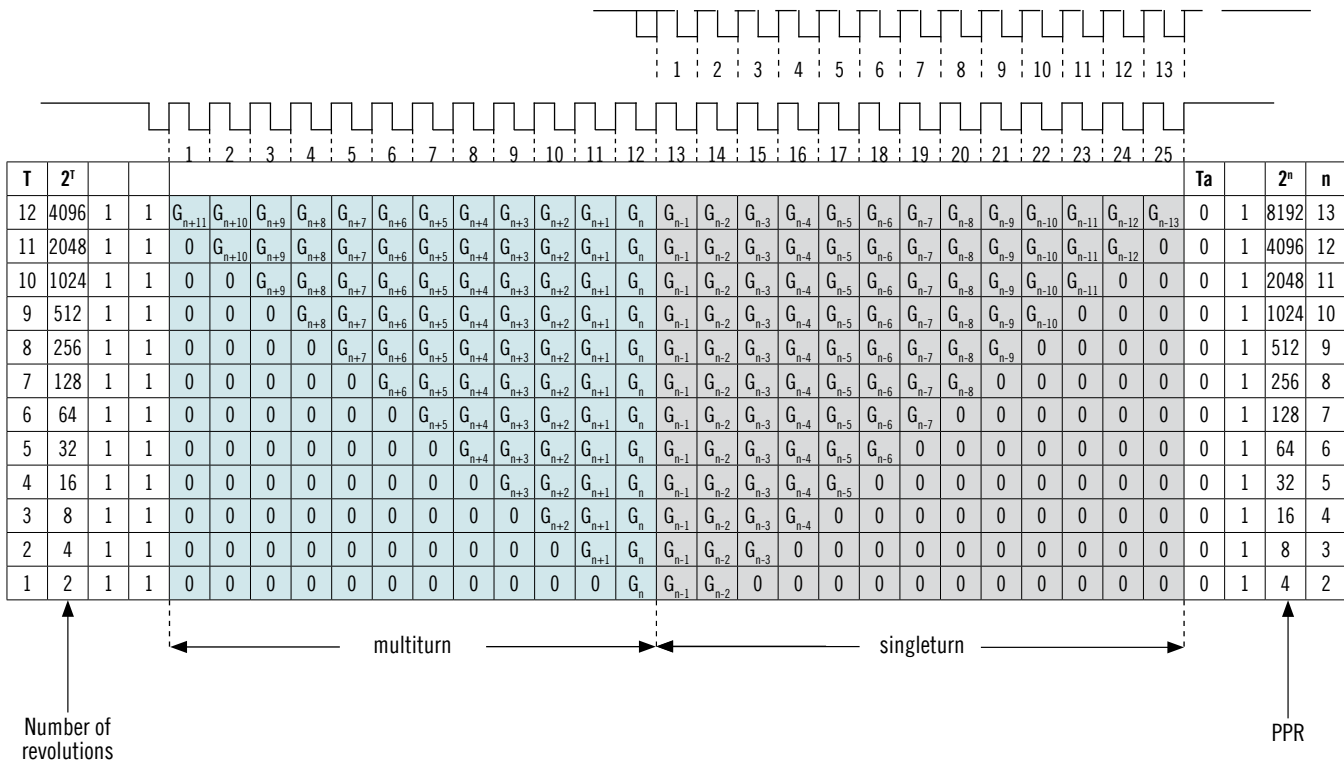 1 2 3 4 5 6 7 8 9 10 11 12 13
1 2 3 4 5 6 7 8 9 10 11 12 13 14 15 16 17 18 19 20 21 22 23 24 25
T 2ᵀ Ta 2ⁿ n
12 4096 1 1 Gn+11 Gn+10 Gn+9 Gn+8 Gn+7 Gn+6 Gn+5 Gn+4 Gn+3 Gn+2 Gn+1 Gn Gn-1 Gn-2 Gn-3 Gn-4 Gn-5 Gn-6 Gn-7 Gn-8 Gn-9 Gn-10 Gn-11 Gn-12 Gn-13 0 1 8192 13
11 2048 1 1 0 Gn+10 Gn+9 Gn+8 Gn+7 Gn+6 Gn+5 Gn+4 Gn+3 Gn+2 Gn+1 Gn Gn-1 Gn-2 Gn-3 Gn-4 Gn-5 Gn-6 Gn-7 Gn-8 Gn-9 Gn-10 Gn-11 Gn-12 0 0 1 4096 12
10 1024 1 1 0 0 Gn+9 Gn+8 Gn+7 Gn+6 Gn+5 Gn+4 Gn+3 Gn+2 Gn+1 Gn Gn-1 Gn-2 Gn-3 Gn-4 Gn-5 Gn-6 Gn-7 Gn-8 Gn-9 Gn-10 Gn-11 0 0 0 1 2048 11
9 512 1 1 0 0 0 Gn+8 Gn+7 Gn+6 Gn+5 Gn+4 Gn+3 Gn+2 Gn+1 Gn Gn-1 Gn-2 Gn-3 Gn-4 Gn-5 Gn-6 Gn-7 Gn-8 Gn-9 Gn-10 0 0 0 0 1 1024 10
8 256 1 1 0 0 0 0 Gn+7 Gn+6 Gn+5 Gn+4 Gn+3 Gn+2 Gn+1 Gn Gn-1 Gn-2 Gn-3 Gn-4 Gn-5 Gn-6 Gn-7 Gn-8 Gn-9 0 0 0 0 0 1 512 9
7 128 1 1 0 0 0 0 0 Gn+6 Gn+5 Gn+4 Gn+3 Gn+2 Gn+1 Gn Gn-1 Gn-2 Gn-3 Gn-4 Gn-5 Gn-6 Gn-7 Gn-8 0 0 0 0 0 0 1 256 8
6 64 1 1 0 0 0 0 0 0 Gn+5 Gn+4 Gn+3 Gn+2 Gn+1 Gn Gn-1 Gn-2 Gn-3 Gn-4 Gn-5 Gn-6 Gn-7 0 0 0 0 0 0 0 1 128 7
5 32 1 1 0 0 0 0 0 0 0 Gn+4 Gn+3 Gn+2 Gn+1 Gn Gn-1 Gn-2 Gn-3 Gn-4 Gn-5 Gn-6 0 0 0 0 0 0 0 0 1 64 6
4 16 1 1 0 0 0 0 0 0 0 0 Gn+3 Gn+2 Gn+1 Gn Gn-1 Gn-2 Gn-3 Gn-4 Gn-5 0 0 0 0 0 0 0 0 0 1 32 5
3 8 1 1 0 0 0 0 0 0 0 0 0 Gn+2 Gn+1 Gn Gn-1 Gn-2 Gn-3 Gn-4 0 0 0 0 0 0 0 0 0 0 1 16 4
2 4 1 1 0 0 0 0 0 0 0 0 0 0 Gn+1 Gn Gn-1 Gn-2 Gn-3 0 0 0 0 0 0 0 0 0 0 0 1 8 3
1 2 1 1 0 0 0 0 0 0 0 0 0 0 0 Gn Gn-1 Gn-2 0 0 0 0 0 0 0 0 0 0 0 0 1 4 2
multiturn singleturn
Number of
revolutions
PPR